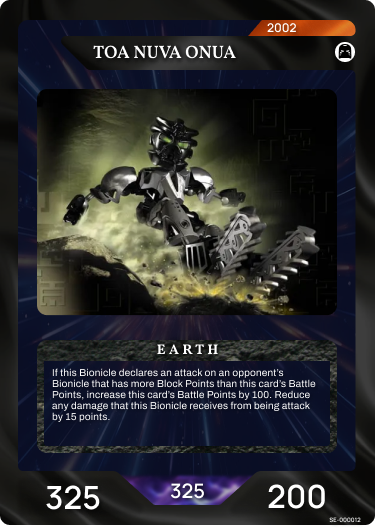 2002
TOA NUVA ONUA
EARTH
If this Bionicle declares an attack on an opponent's
Bionicle that has more Block Points than this card's Battle
Points, increase this card's Battle Points by 100. Reduce
any damage that this Bionicle receives from being attack
by 15 points.
325
325
200
SE-000012